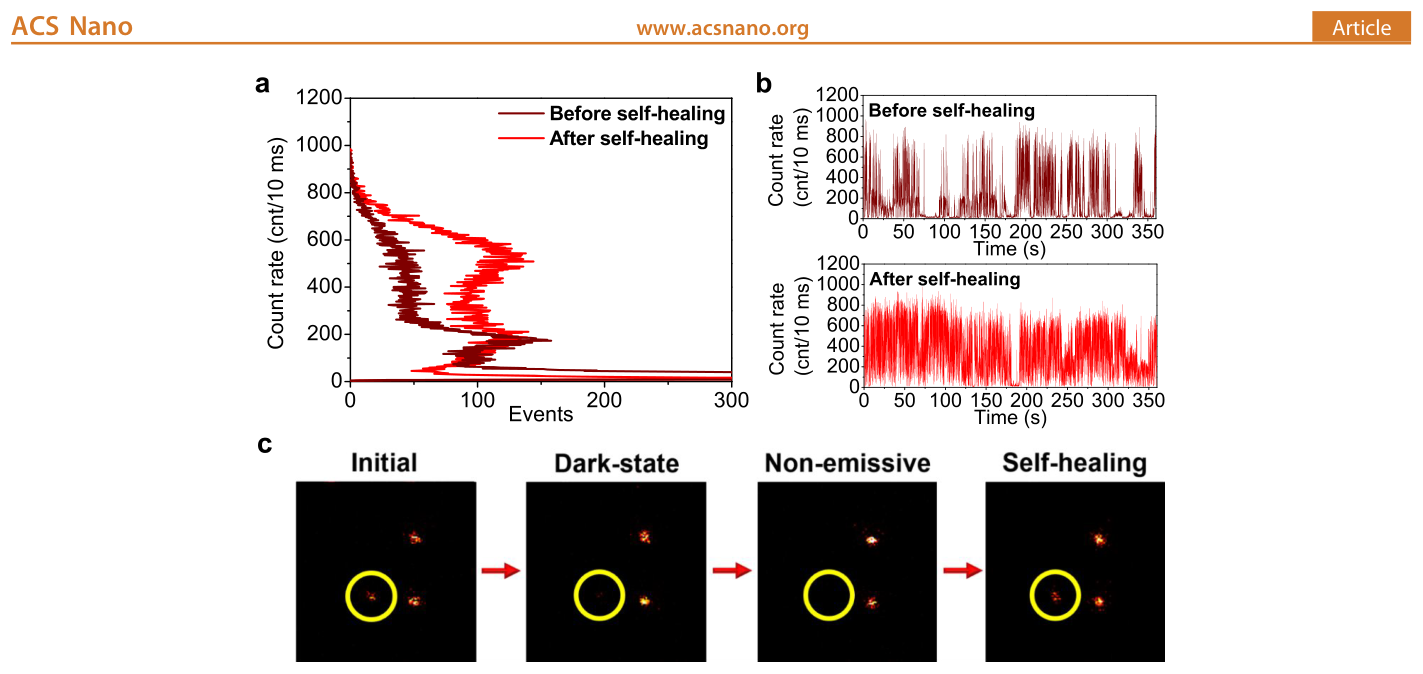 ACS Nano
www.acsnano.org
Article
a
1200
1000
800
600
400
200
0
Count rate (cnt/10 ms)
Before self-healing
After self-healing
0 100 200 300
Events
b
1200
1000
800
600
400
200
0
Count rate
(cnt/10 ms)
Before self-healing
0 50 100 150 200 250 300 350
Time (s)
1200
1000
800
600
400
200
0
Count rate
(cnt/10 ms)
After self-healing
0 50 100 150 200 250 300 350
Time (s)
c
Initial
Dark-state
Non-emissive
Self-healing